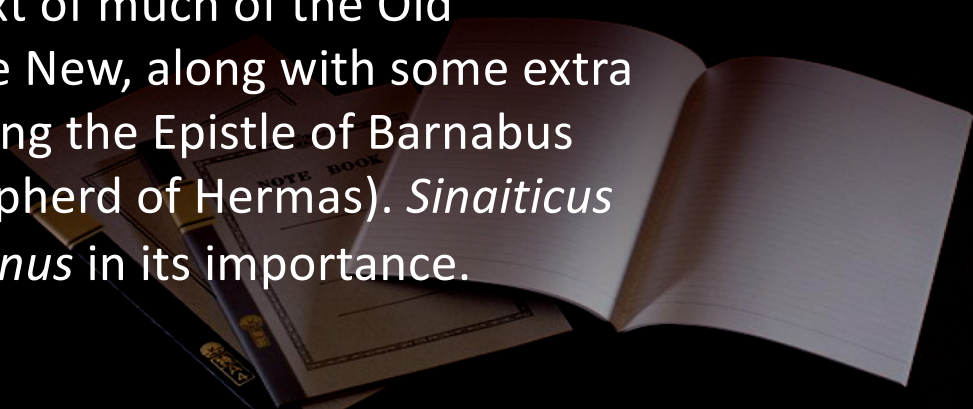 xt of much of the Old
e New, along with some extra
ng the Epistle of Barnabus
pherd of Hermas). Sinaiticus
nus in its importance.
NOTE BOOK